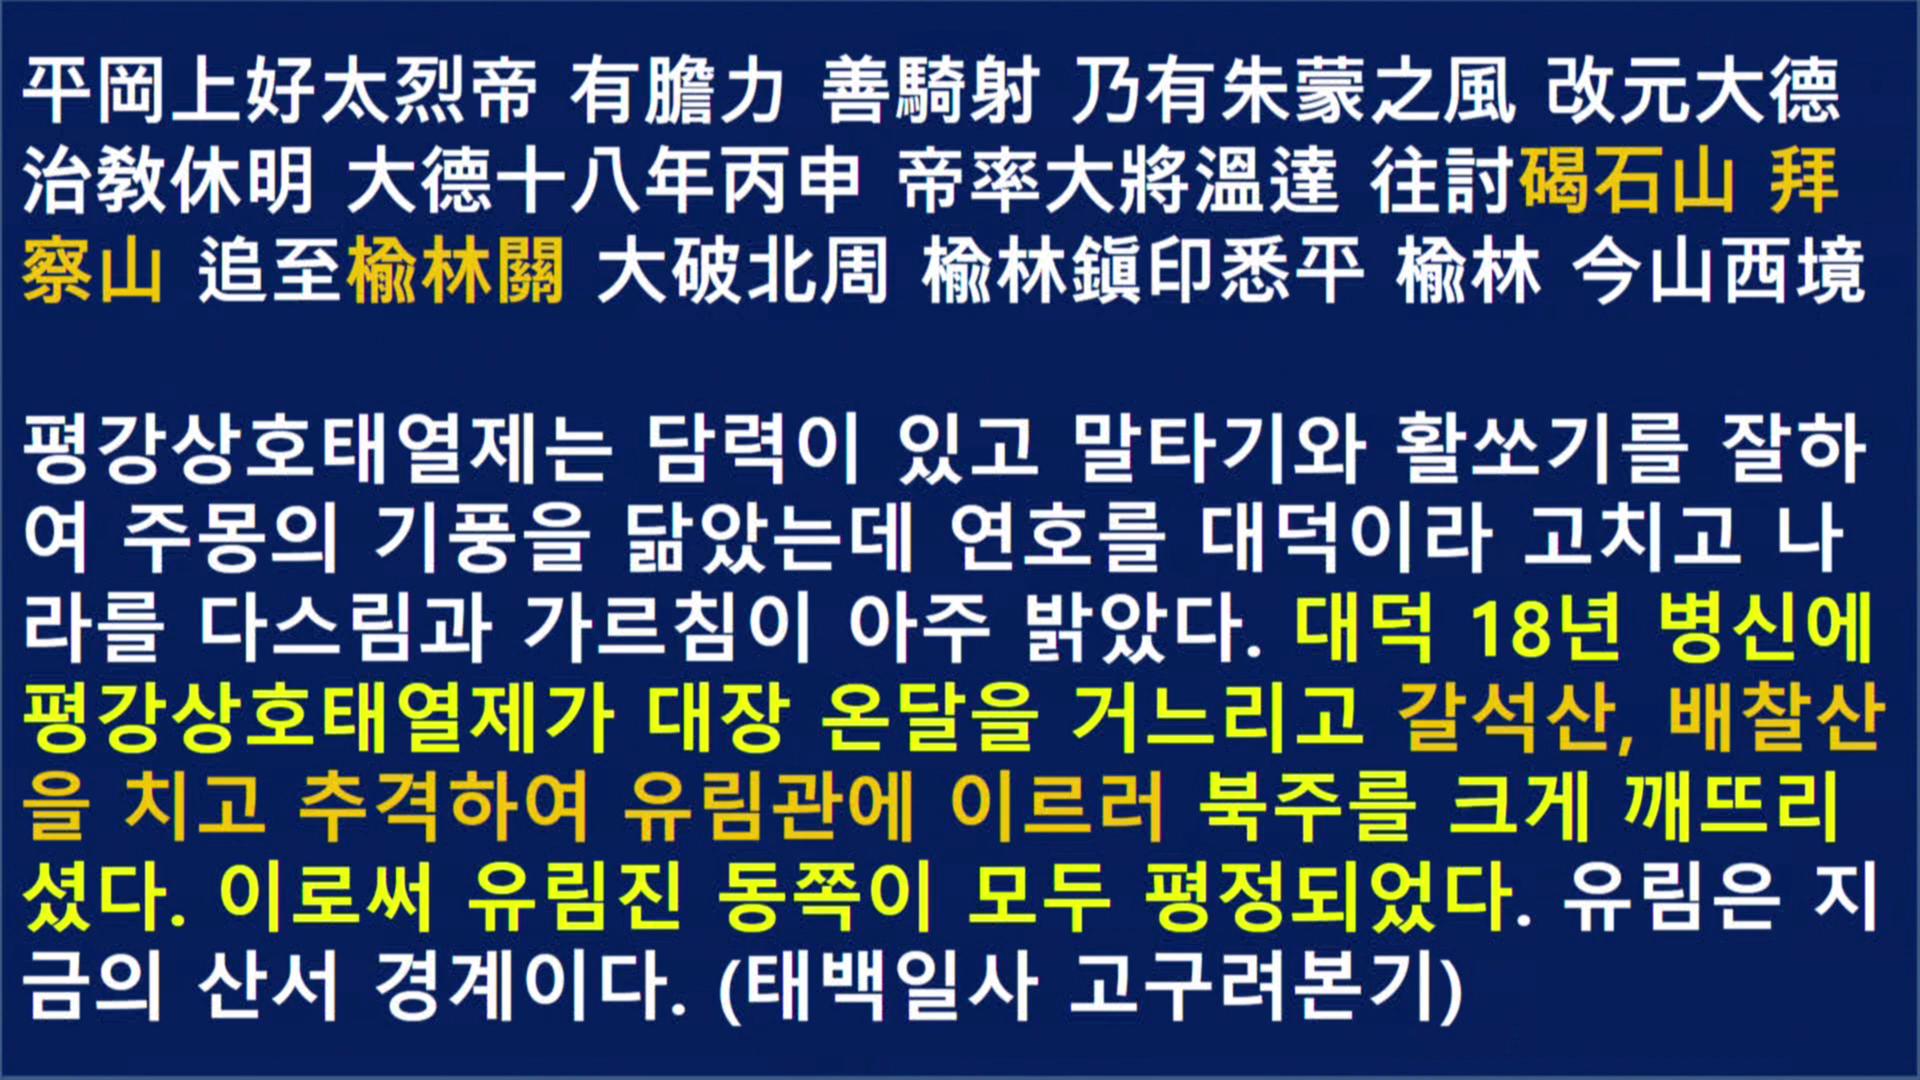 平岡上好太烈帝 有膽力 善騎射 乃有朱蒙之風 改元大德
治敎休明 大德十八年丙申 帝率大將溫達 往討碣石山 拜
察山 追至楡林關 大破北周 楡林鎭印悉平 楡林 今山西境
평강상호태열제는 담력이 있고 말타기와 활쏘기를 잘하
여 주몽의 기풍을 닮았는데 연호를 대덕이라 고치고 나
라를 다스림과 가르침이 아주 밝았다. 대덕 18년 병신에
평강상호태열제가 대장 온달을 거느리고 갈석산, 배찰산
을 치고 추격하여 유림관에 이르러 북주를 크게 깨뜨리
셨다. 이로써 유림진 동쪽이 모두 평정되었다. 유림은 지
금의 산서 경계이다. (태백일사 고구려본기)